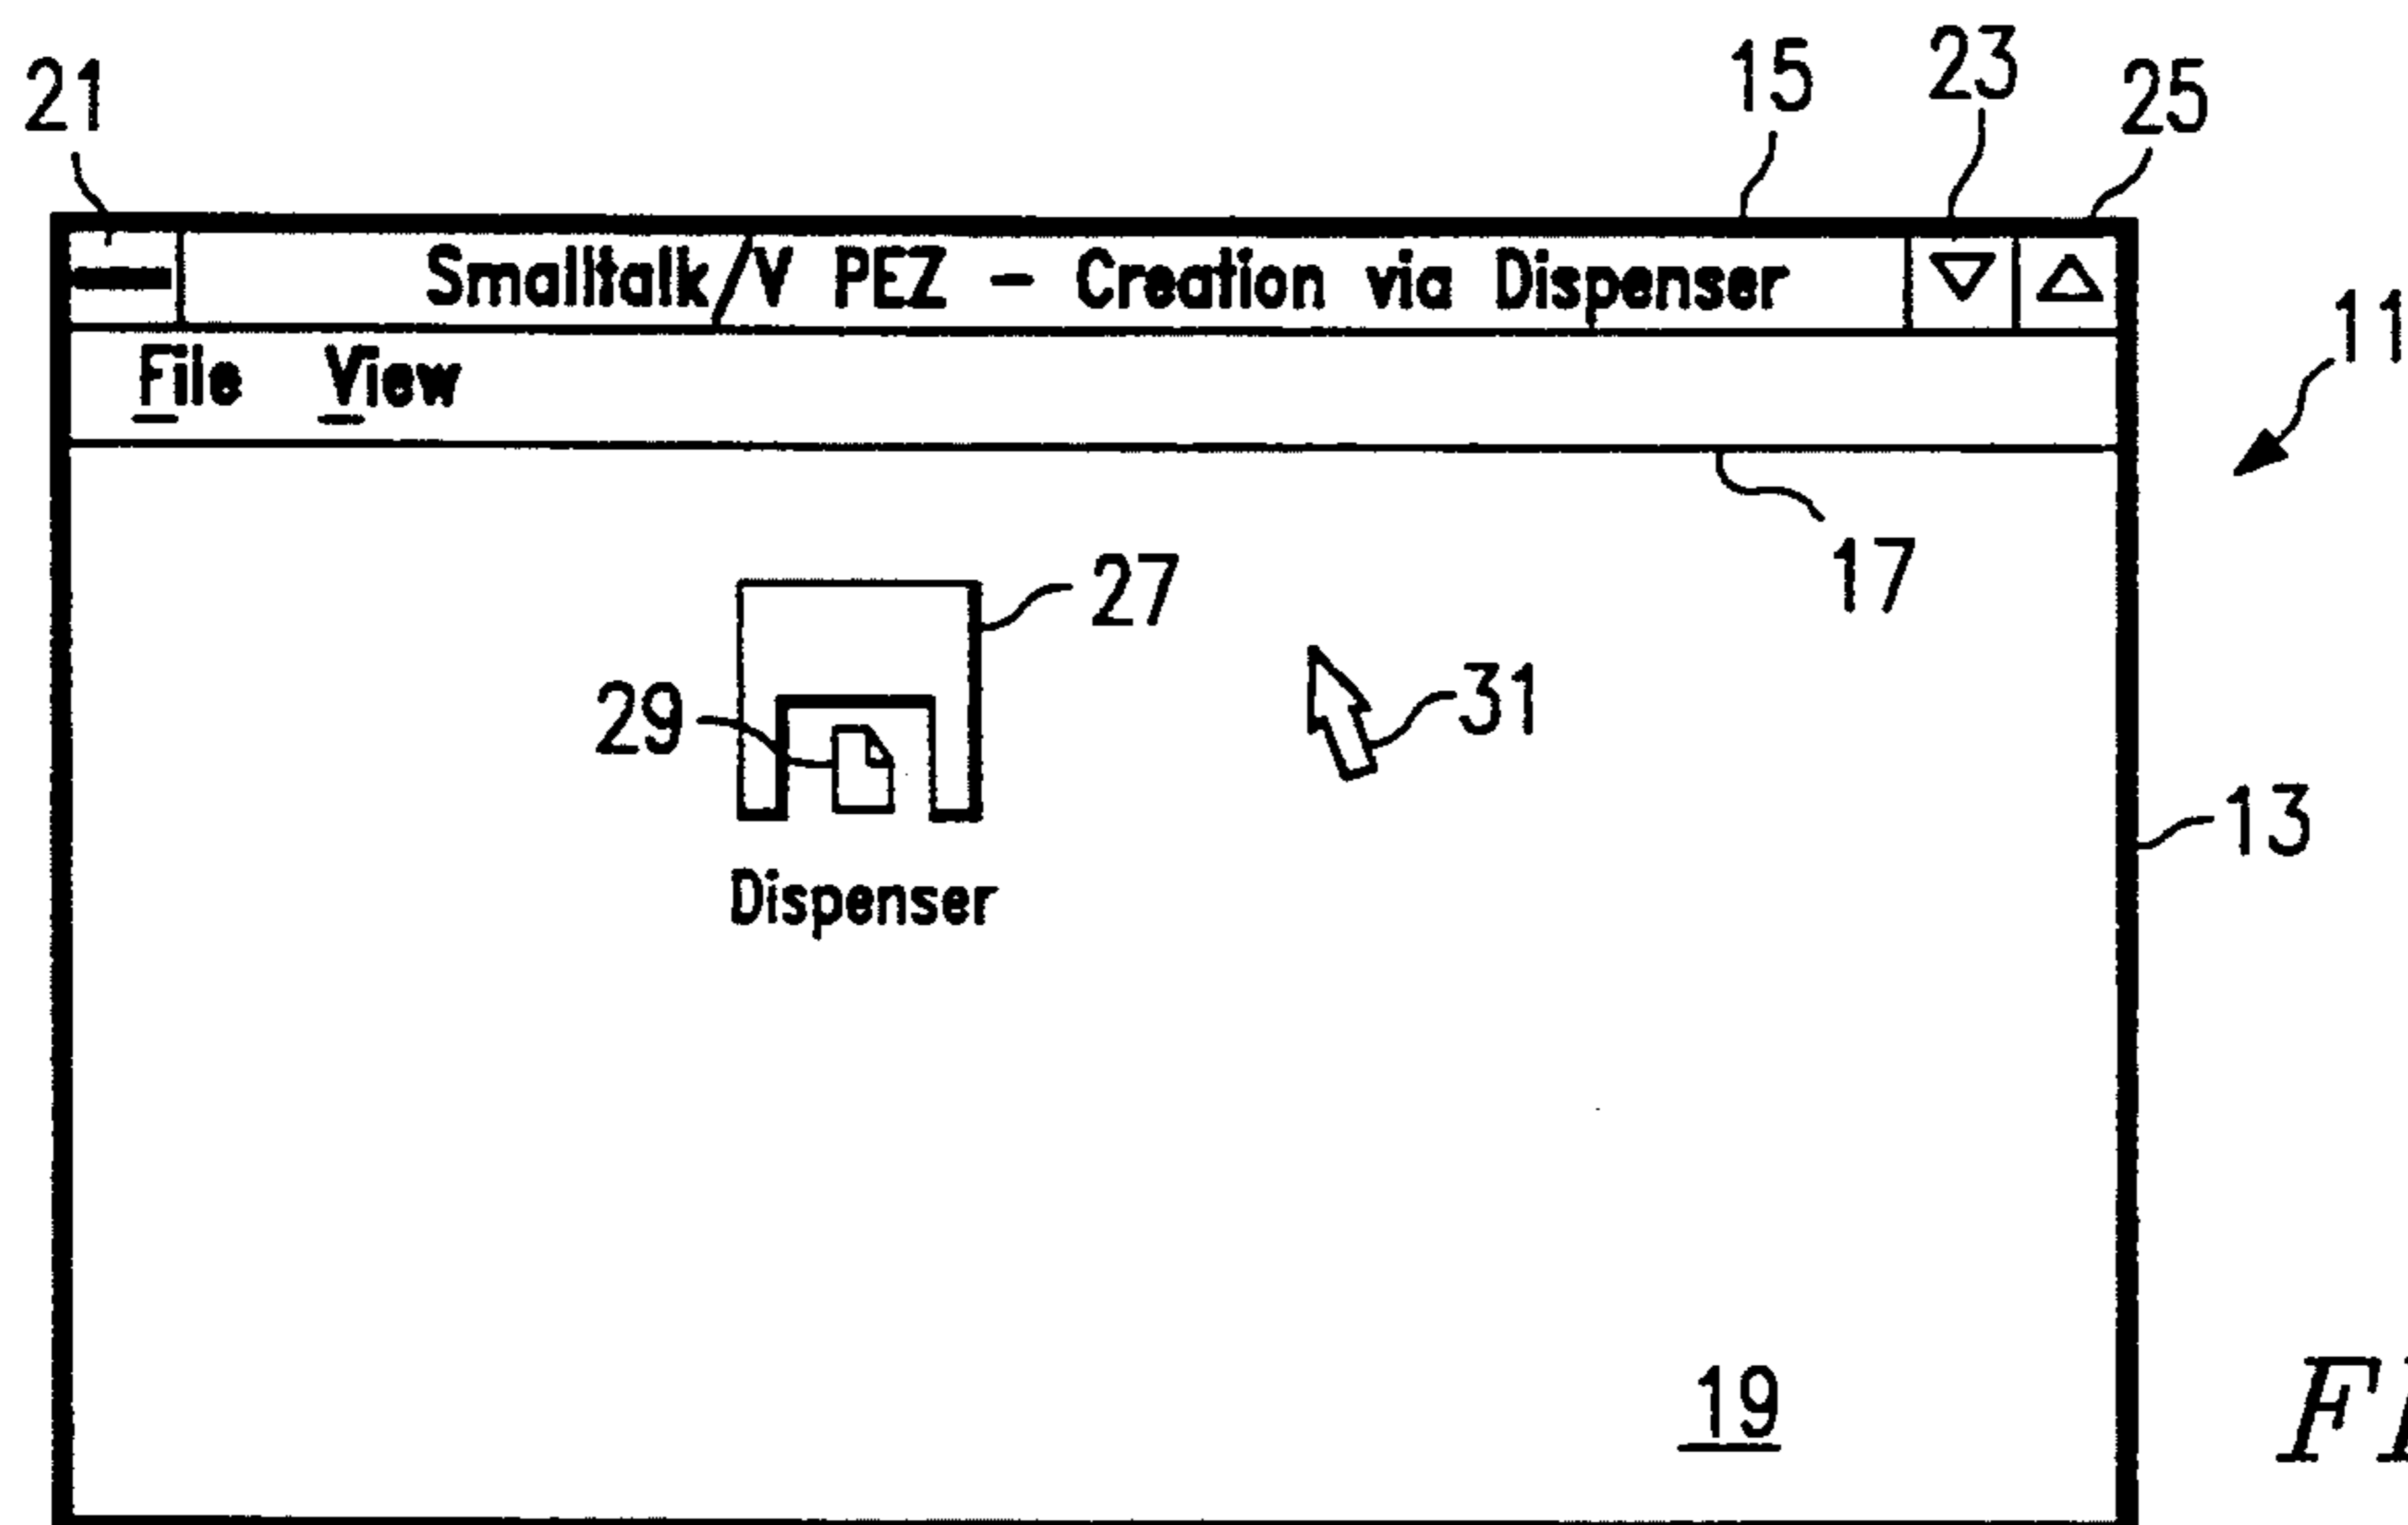 21 15 23 25
Smalltalk/V PEZ - Creation via Dispenser
11
File View
17
27
29 31
13
Dispenser
19